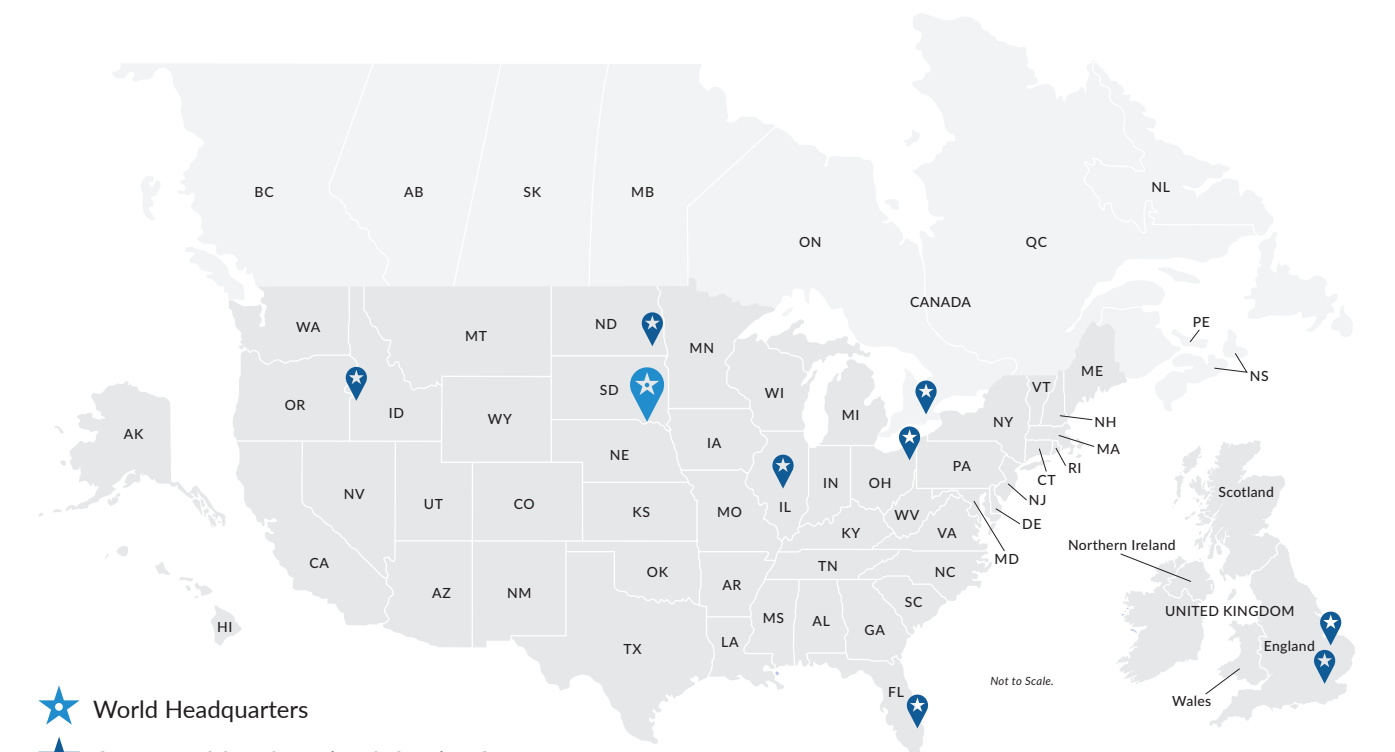 BC
AB
SK
MB
ON
QC
NL
CANADA
PE
NS
WA
MT
ND
MN
ME
VT
NH
MA
RI
CT
OR
ID
WY
SD
WI
MI
NY
AK
NE
IA
PA
NJ
NV
UT
CO
KS
MO
IL
IN
OH
WV
VA
DE
MD
KY
CA
AZ
NM
OK
AR
TN
NC
SC
HI
TX
LA
MS
AL
GA
FL
Scotland
Northern Ireland
UNITED KINGDOM
England
Wales
Not to Scale.
World Headquarters